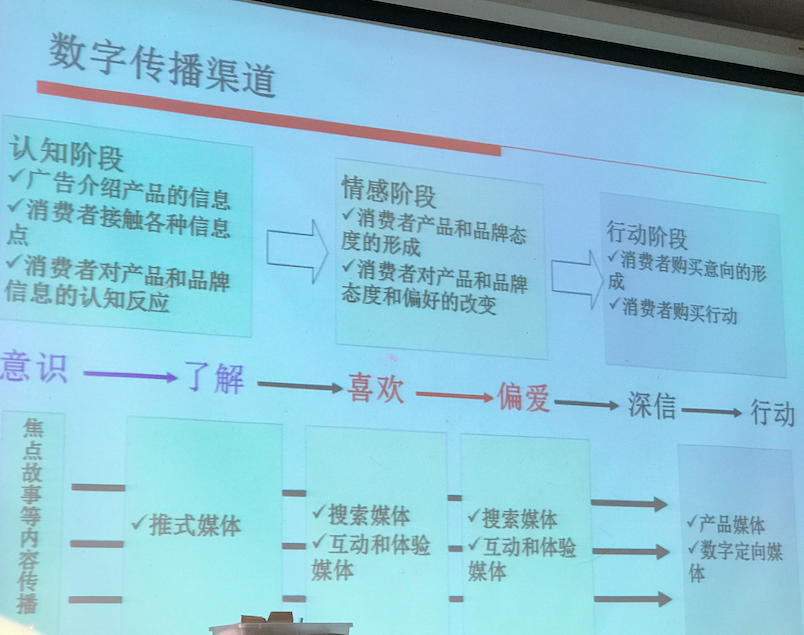 数字传播渠道
认知阶段
✓广告介绍产品的信息
✓消费者接触各种信息
点
✓消费者对产品和品牌
信息的认知反应
情感阶段
✓消费者产品和品牌态
度的形成
✓消费者对产品和品牌
态度和偏好的改变
行动阶段
✓消费者购买意向的形
成
✓消费者购买行动
意识 了解 喜欢 偏爱 深信 行动
焦
点
故
事
等
内
容
传
播
✓推式媒体
✓搜索媒体
✓互动和体验
媒体
✓搜索媒体
✓互动和体验
媒体
✓产品媒体
✓数字定向媒
体